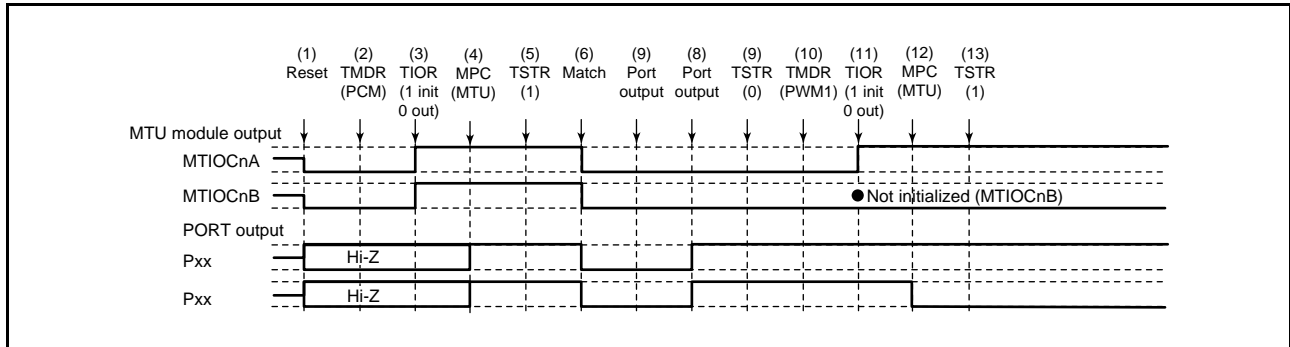 (1) (2) (3) (4) (5) (6) (9) (8) (9) (10) (11) (12) (13)
Reset TMDR TIOR MPC TSTR Match Port Port TSTR TMDR TIOR MPC TSTR
(PCM) (1 init (MTU) (1) output output (0) (PWM1) (1 init (MTU) (1)
0 out) 0 out)
MTU module output
MTIOCnA
MTIOCnB
Not initialized (MTIOCnB)
PORT output
Pxx
Hi-Z
Pxx
Hi-Z